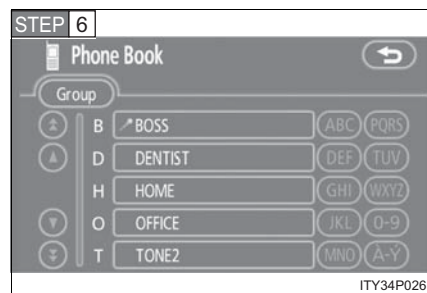 STEP 6
Phone Book
Group
B BOSS ABC PQRS
D DENTIST DEF TUV
H HOME GHI WXYZ
O OFFICE JKL 0-9
T TONE2 MNO À-Ý
ITY34P026